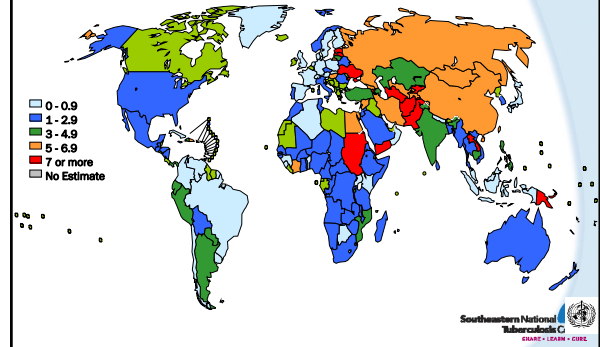 0 - 0.9
1 - 2.9
3 - 4.9
5 - 6.9
7 or more
No Estimate
Southeastern National
Tuberculosis C
SHARE • LEARN • CURE